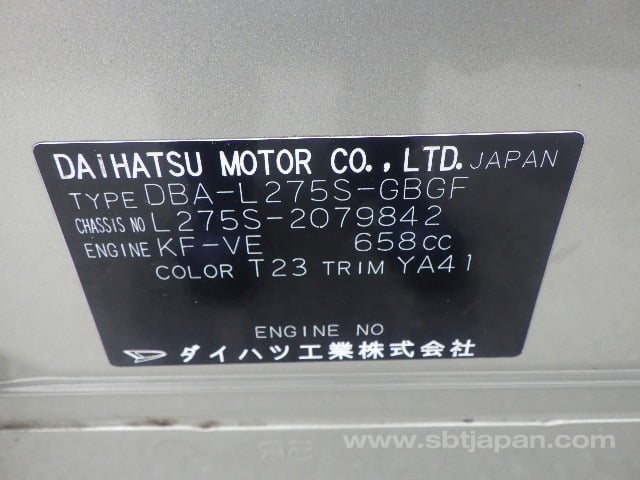 DAiHATSU MOTOR CO., LTD. JAPAN
TYPE DBA-L275S-GBGF
CHASSIS NO L275S-2079842
ENGINE KF-VE 658cc
COLOR T23 TRIM YA41
ENGINE NO
ダイハツ工業株式会社
www.sbtjapan.com